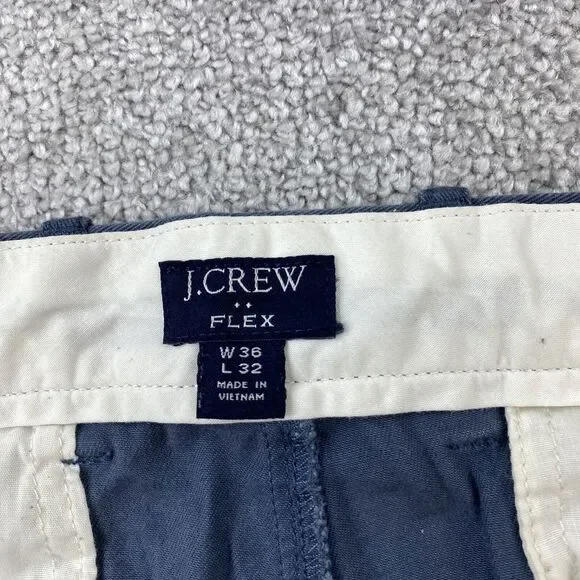 J.CREW
FLEX
W 36
L 32
MADE IN
VIETNAM